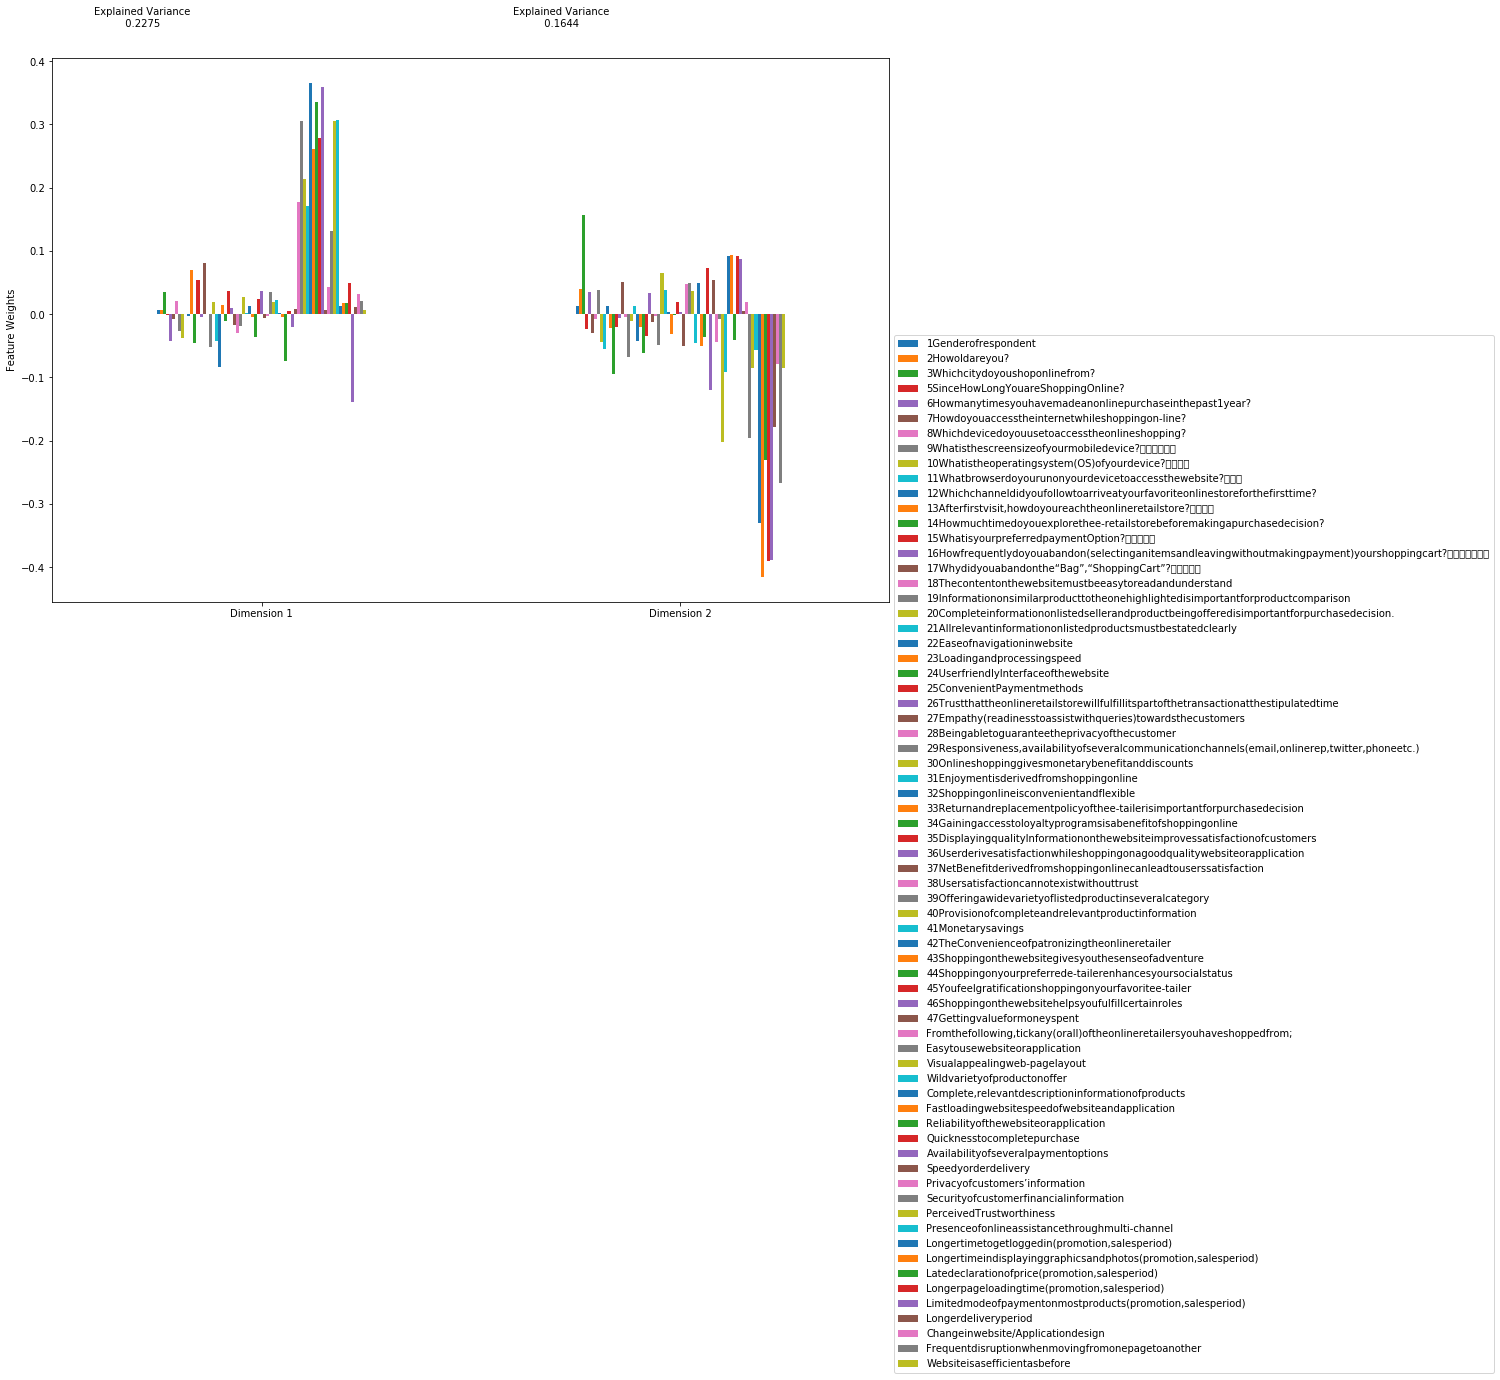 Explained Variance
0.2275
Explained Variance
0.1644
0.4
0.3
0.2
0.1
0.0
−0.1
−0.2
−0.3
−0.4
Feature Weights
Dimension 1
Dimension 2
1Genderofrespondent
2Howoldareyou?
3Whichcitydoyoushoponlinefrom?
5SinceHowLongYouareShoppingOnline?
6Howmanytimesyouhavemadeanonlinepurchaseinthepast1year?
7Howdoyouaccesstheinternetwhileshoppingon-line?
8Whichdevicedoyouusetoaccesstheonlineshopping?
9Whatisthescreensizeofyourmobiledevice?
10Whatistheoperatingsystem(OS)ofyourdevice?
11Whatbrowserdoyourunonyourdevicetoaccessthewebsite?
12Whichchanneldidyoufollowtoarriveatyourfavoriteonlinestoreforthefirsttime?
13Afterfirstvisit,howdoyoureachtheonlineretailstore?
14Howmuchtimedoyouexplorethee-retailstorebeforemakingapurchasedecision?
15WhatisyourpreferredpaymentOption?
16Howfrequentlydoyouabandon(selectinganitemsandleavingwithoutmakingpayment)yourshoppingcart?
17Whydidyouabandonthe“Bag”,“ShoppingCart”?
18Thecontentonthewebsitemustbeeasytoreadandunderstand
19Informationonsimilarproducttotheonehighlightedisimportantforproductcomparison
20Completeinformationonlistedsellerandproductbeingofferedisimportantforpurchasedecision.
21Allrelevantinformationonlistedproductsmustbestatedclearly
22Easeofnavigationinwebsite
23Loadingandprocessingspeed
24UserfriendlyInterfaceofthewebsite
25ConvenientPaymentmethods
26Trustthattheonlineretailstorewillfulfillitspartofthetransactionatthestipulatedtime
27Empathy(readinesstoassistwithqueries)towardsthecustomers
28Beingabletoguaranteetheprivacyofthecustomer
29Responsiveness,availabilityofseveralcommunicationchannels(email,onlinerep,twitter,phoneetc.)
30Onlineshoppinggivesmonetarybenefitanddiscounts
31Enjoymentisderivedfromshoppingonline
32Shoppingonlineisconvenientandflexible
33Returnandreplacementpolicyofthee-tailerisimportantforpurchasedecision
34Gainingaccesstoloyaltyprogramsisabenefitofshoppingonline
35DisplayingqualityInformationonthewebsiteimprovessatisfactionofcustomers
36Userderivesatisfactionwhileshoppingonagoodqualitywebsiteorapplication
37NetBenefitderivedfromshoppingonlinecanleadtouserssatisfaction
38Usersatisfactioncannotexistwithouttrust
39Offeringawidevarietyoflistedproductinseveralcategory
40Provisionofcompleteandrelevantproductinformation
41Monetarysavings
42TheConvenienceofpatronizingtheonlineretailer
43Shoppingonthewebsitegivesyouthesenseofadventure
44Shoppingonyourpreferrede-tailerenhancesyoursocialstatus
45Youfeelgratificationshoppingonyourfavoritee-tailer
46Shoppingonthewebsitehelpsyoufulfillcertainroles
47Gettingvalueformoneyspent
Fromthefollowing,tickany(orall)oftheonlineretailersyouhaveshoppedfrom;
Easytousewebsiteorapplication
Visualappealingweb-pagelayout
Wildvarietyofproductonoffer
Complete,relevantdescriptioninformationofproducts
Fastloadingwebsitespeedofwebsiteandapplication
Reliabilityofthewebsiteorapplication
Quicknesstocompletepurchase
Availabilityofseveralpaymentoptions
Speedyorderdelivery
Privacyofcustomers’information
Securityofcustomerfinancialinformation
PerceivedTrustworthiness
Presenceofonlineassistancethroughmulti-channel
Longertimetogetloggedin(promotion,salesperiod)
Longertimeindisplayinggraphicsandphotos(promotion,salesperiod)
Latedeclarationofprice(promotion,salesperiod)
Longerpageloadingtime(promotion,salesperiod)
Limitedmodeofpaymentonmostproducts(promotion,salesperiod)
Longerdeliveryperiod
Changeinwebsite/Applicationdesign
Frequentdisruptionwhenmovingfromonepagetoanother
Websiteisasefficientasbefore